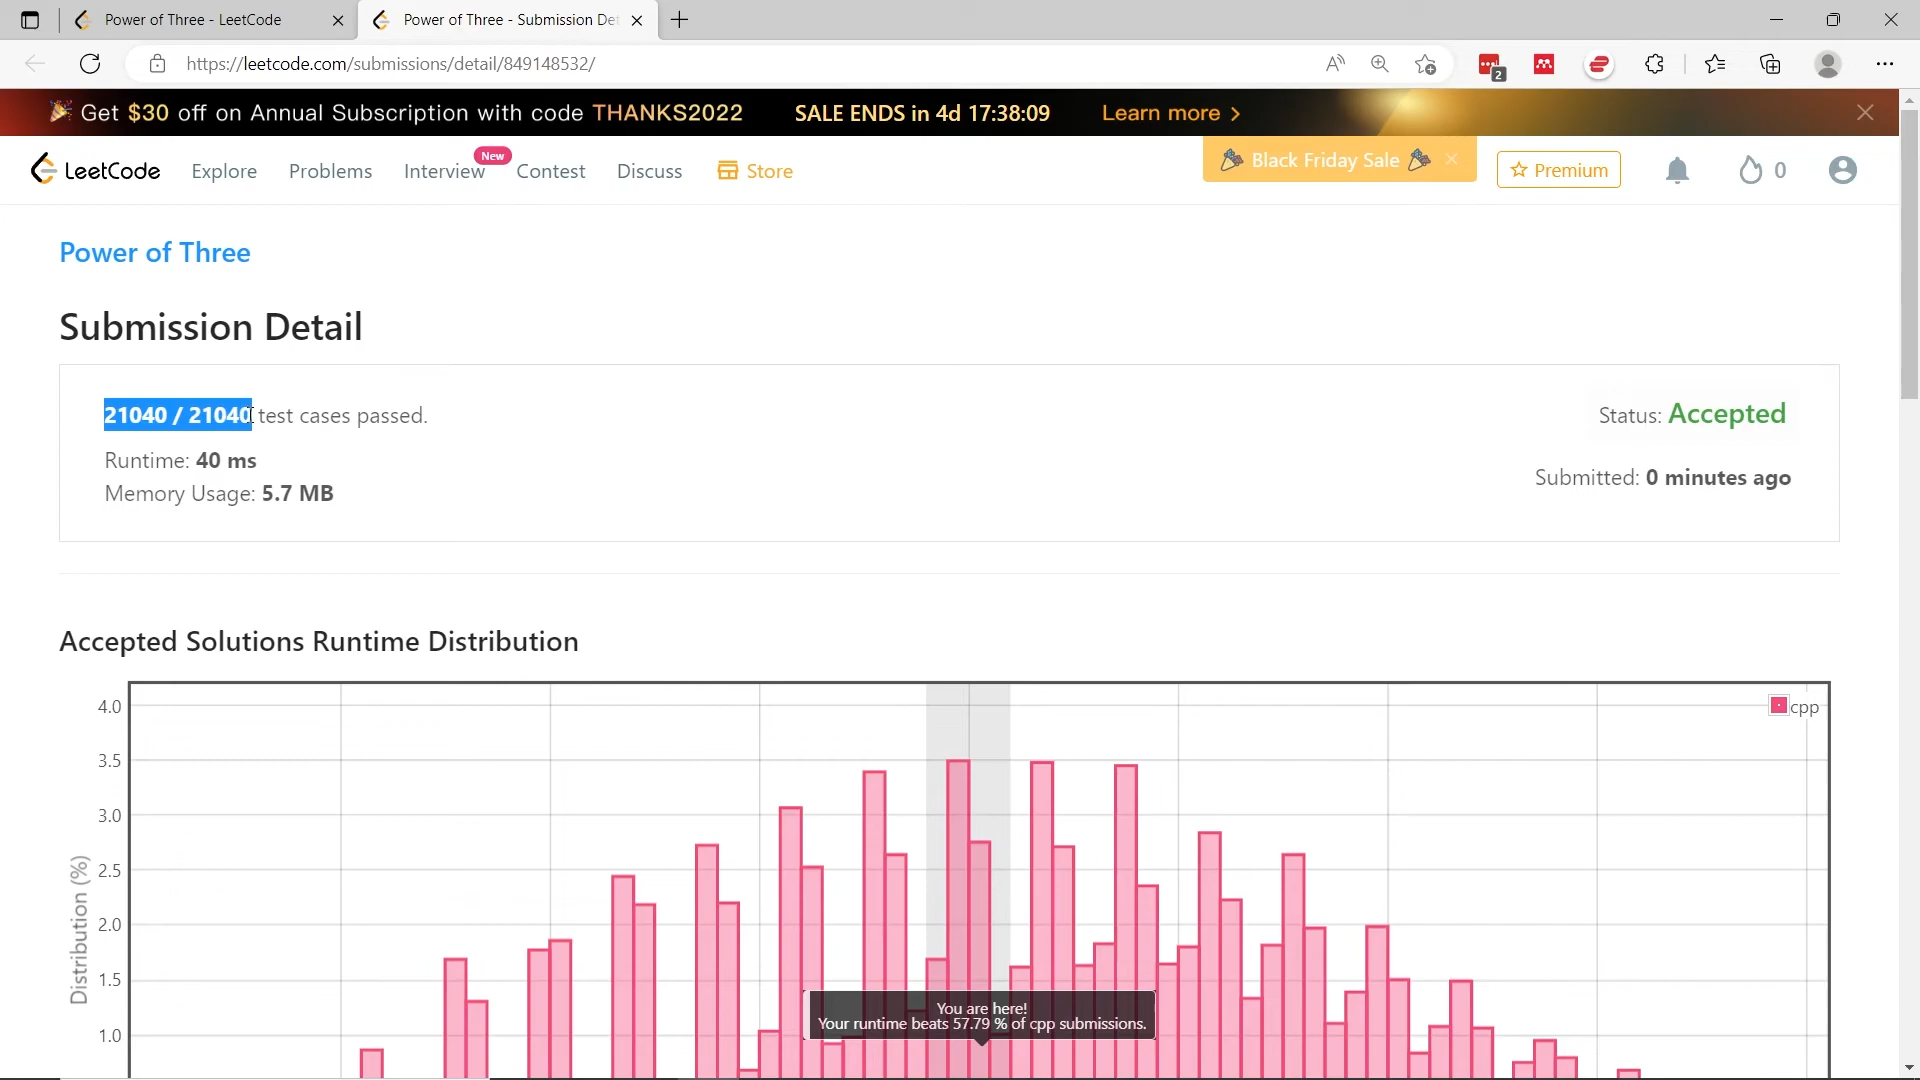 Power of Three - LeetCode
Power of Three - Submission Det
https://leetcode.com/submissions/detail/849148532/
2
Get $30 off on Annual Subscription with code THANKS2022 SALE ENDS in 4d 17:38:09 Learn more >
LeetCode Explore Problems Interview New Contest Discuss Store Black Friday Sale Premium 0
Power of Three
Submission Detail
21040 / 21040 test cases passed.
Status: Accepted
Runtime: 40 ms
Submitted: 0 minutes ago
Memory Usage: 5.7 MB
Accepted Solutions Runtime Distribution
4.0
cpp
3.5
3.0
2.5
2.0
1.5
1.0
Distribution (%)
You are here!
Your runtime beats 57.79 % of cpp submissions.